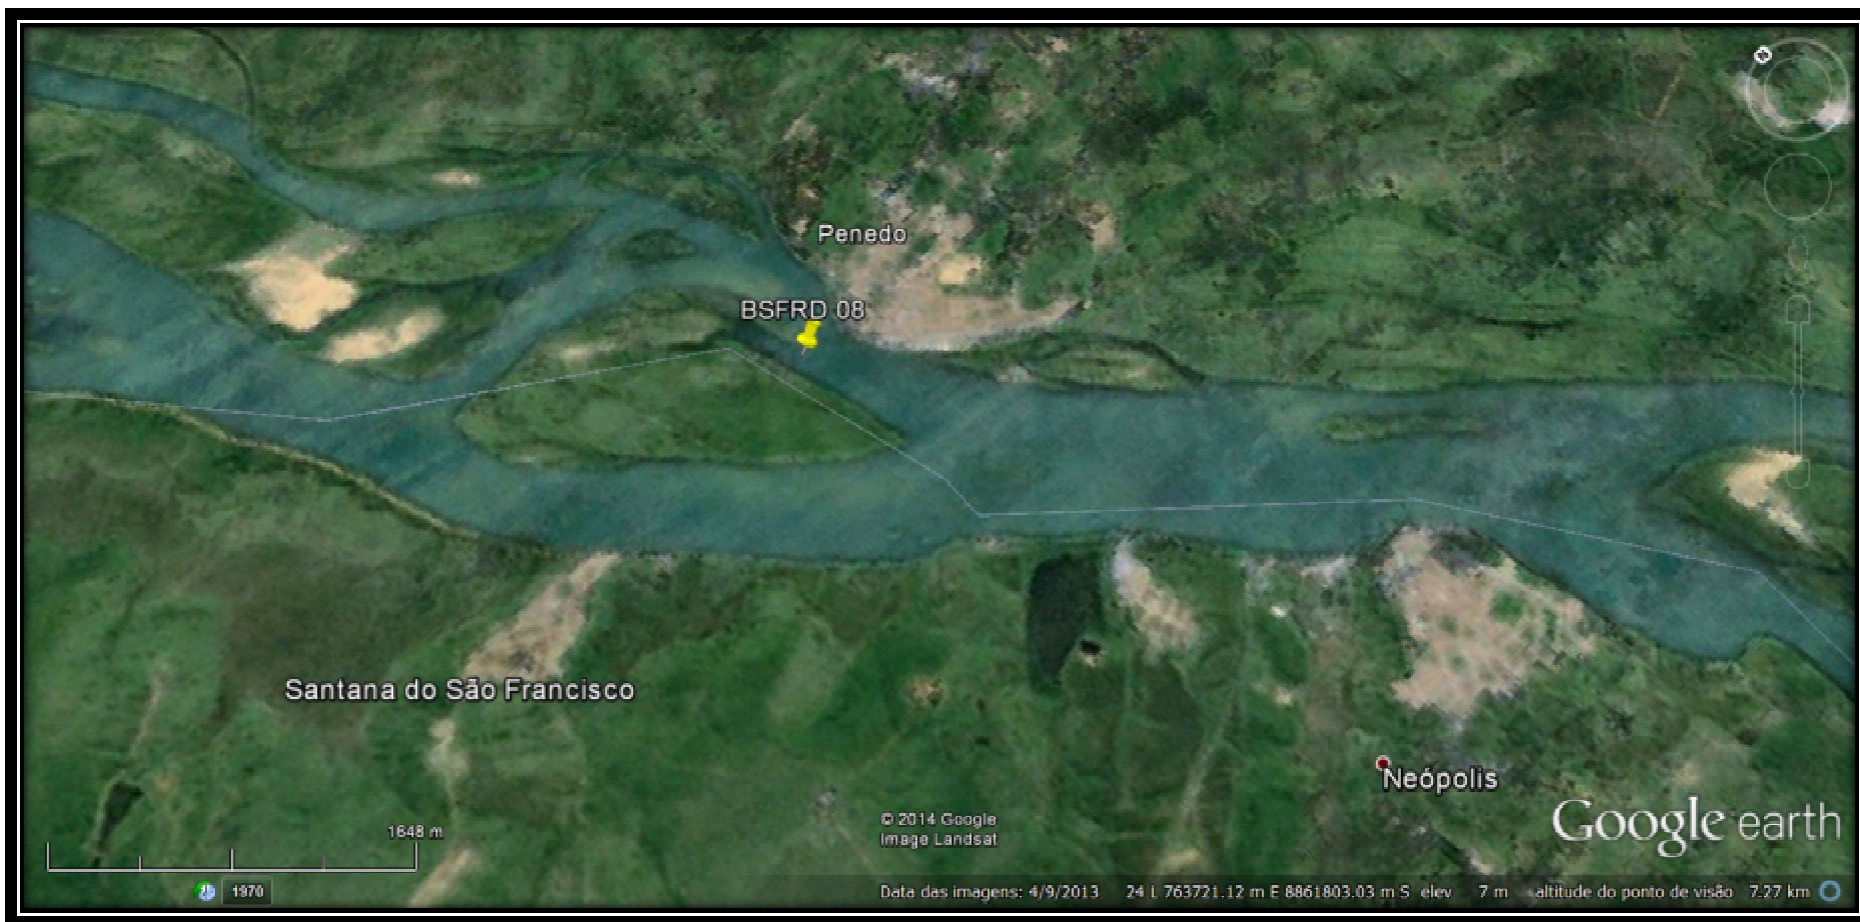 Penedo
BSFRD 08
Santana do São Francisco
Neópolis
1648 m
© 2014 Google
Image Landsat
Google earth
1970
Data das imagens: 4/9/2013 24 L 763721.12 m E 8861803.03 m S elev 7 m altitude do ponto de visão 7.27 km